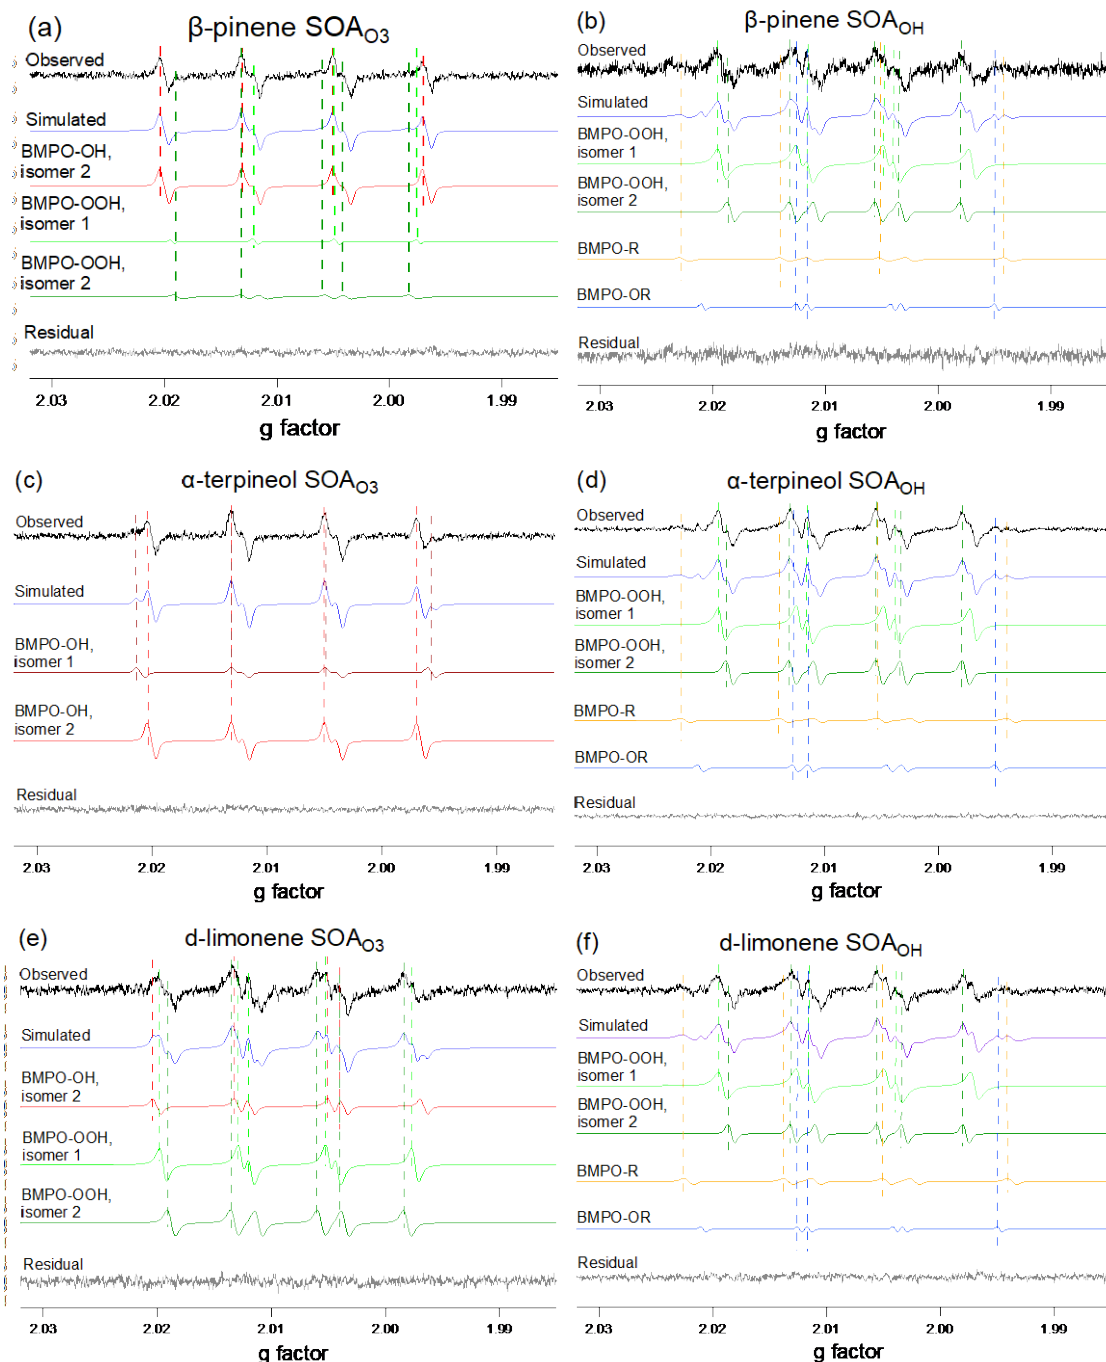 (a) β-pinene SOA_O3
Observed
Simulated
BMPO-OH,
isomer 2
BMPO-OOH,
isomer 1
BMPO-OOH,
isomer 2
Residual
2.03 2.02 2.01 2.00 1.99
g factor
(b) β-pinene SOA_OH
Observed
Simulated
BMPO-OOH,
isomer 1
BMPO-OOH,
isomer 2
BMPO-R
BMPO-OR
Residual
2.03 2.02 2.01 2.00 1.99
g factor
(c) α-terpineol SOA_O3
Observed
Simulated
BMPO-OH,
isomer 1
BMPO-OH,
isomer 2
Residual
2.03 2.02 2.01 2.00 1.99
g factor
(d) α-terpineol SOA_OH
Observed
Simulated
BMPO-OOH,
isomer 1
BMPO-OOH,
isomer 2
BMPO-R
BMPO-OR
Residual
2.03 2.02 2.01 2.00 1.99
g factor
(e) d-limonene SOA_O3
Observed
Simulated
BMPO-OH,
isomer 2
BMPO-OOH,
isomer 1
BMPO-OOH,
isomer 2
Residual
2.03 2.02 2.01 2.00 1.99
g factor
(f) d-limonene SOA_OH
Observed
Simulated
BMPO-OOH,
isomer 1
BMPO-OOH,
isomer 2
BMPO-R
BMPO-OR
Residual
2.03 2.02 2.01 2.00 1.99
g factor